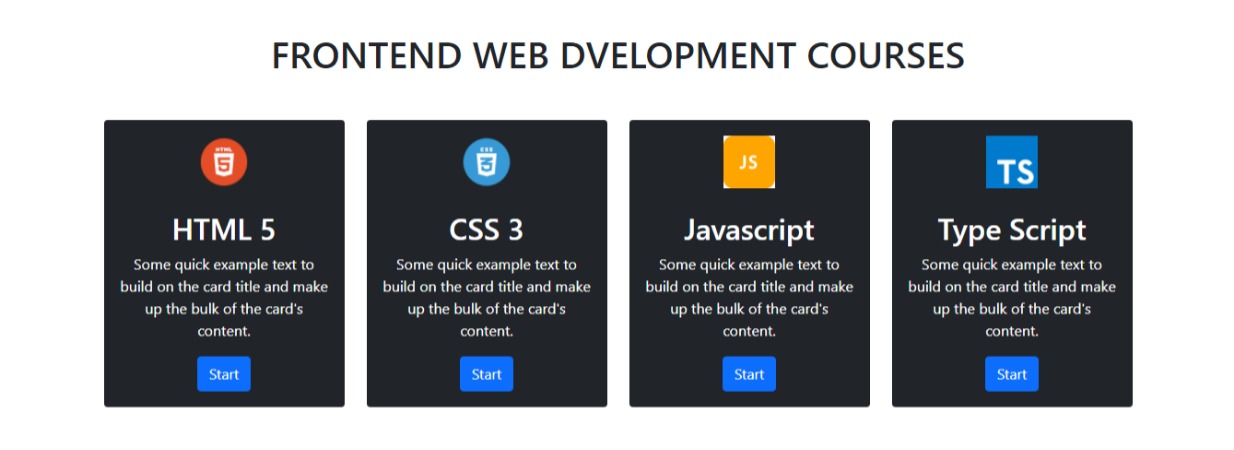 FRONTEND WEB DVELOPMENT COURSES
HTML
5
HTML 5
Some quick example text to
build on the card title and make
up the bulk of the card's
content.
Start
CSS
3
CSS 3
Some quick example text to
build on the card title and make
up the bulk of the card's
content.
Start
JS
Javascript
Some quick example text to
build on the card title and make
up the bulk of the card's
content.
Start
TS
Type Script
Some quick example text to
build on the card title and make
up the bulk of the card's
content.
Start